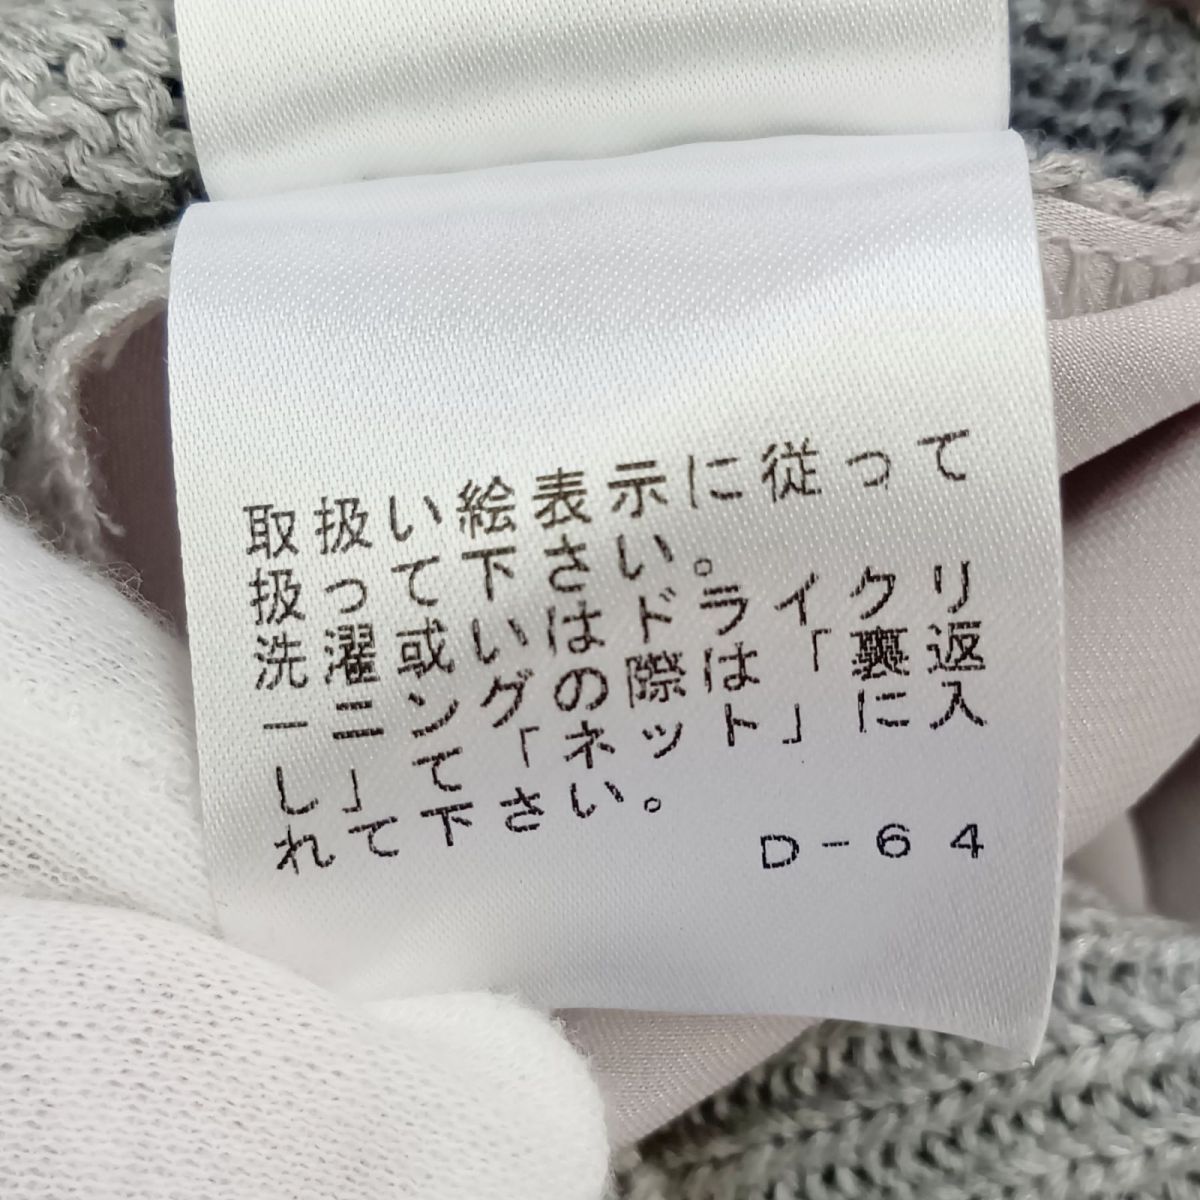 取扱い絵表示に従って
扱って下さい。
洗濯或いはドライクリ
ーニングの際は「裏返
し」て「ネット」に入
れて下さい。
D-64